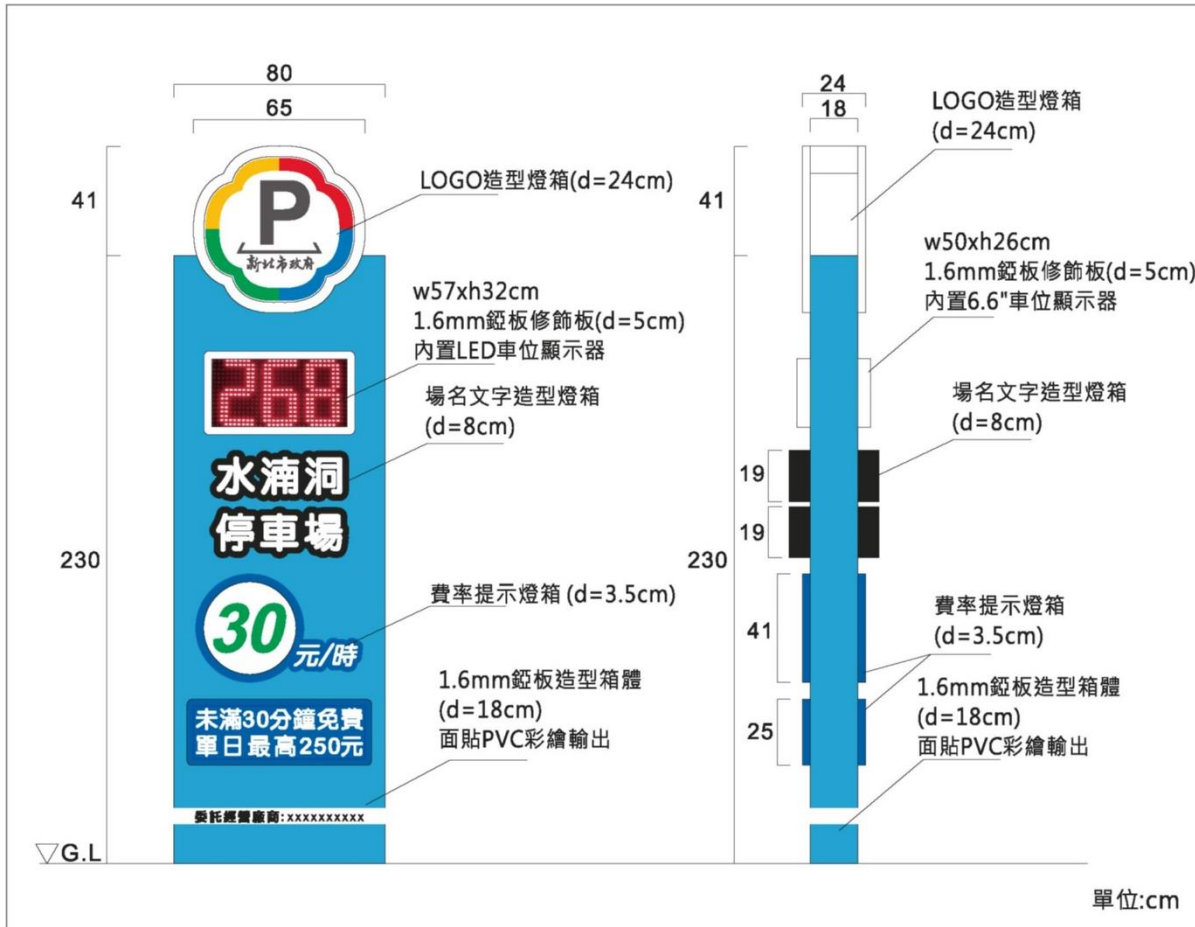 80
65
41
P
新北市政府
LOGO造型燈箱(d=24cm)
w57xh32cm
1.6mm錏板修飾板(d=5cm)
內置LED車位顯示器
268
場名文字造型燈箱
(d=8cm)
水湳洞
停車場
230
費率提示燈箱 (d=3.5cm)
30
元/時
1.6mm錏板造型箱體
(d=18cm)
面貼PVC彩繪輸出
未滿30分鐘免費
單日最高250元
委託經營廠商:xxxxxxxxxx
G.L
24
18
LOGO造型燈箱
(d=24cm)
41
w50xh26cm
1.6mm錏板修飾板(d=5cm)
內置6.6"車位顯示器
場名文字造型燈箱
(d=8cm)
19
19
230
費率提示燈箱
(d=3.5cm)
41
1.6mm錏板造型箱體
(d=18cm)
面貼PVC彩繪輸出
25
單位:cm